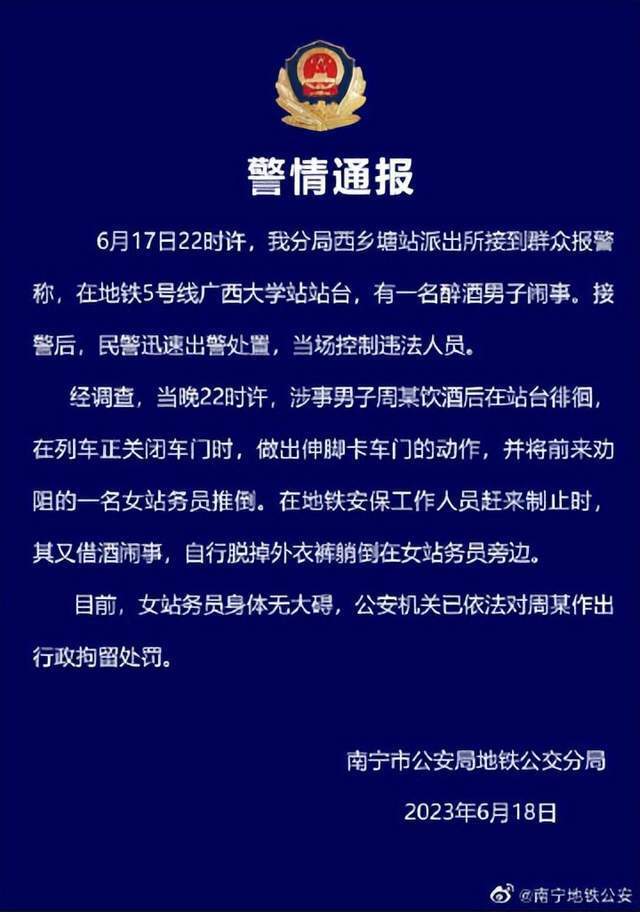 警情通报
6月17日22时许，我分局西乡塘站派出所接到群众报警
称，在地铁5号线广西大学站站台，有一名醉酒男子闹事。接
警后，民警迅速出警处置，当场控制违法人员。
经调查，当晚22时许，涉事男子周某饮酒后在站台徘徊，
在列车正关闭车门时，做出伸脚卡车门的动作，并将前来劝
阻的一名女站务员推倒。在地铁安保工作人员赶来制止时，
其又借酒闹事，自行脱掉外衣裤躺倒在女站务员旁边。
目前，女站务员身体无大碍，公安机关已依法对周某作出
行政拘留处罚。
南宁市公安局地铁公交分局
2023年6月18日
@南宁地铁公安